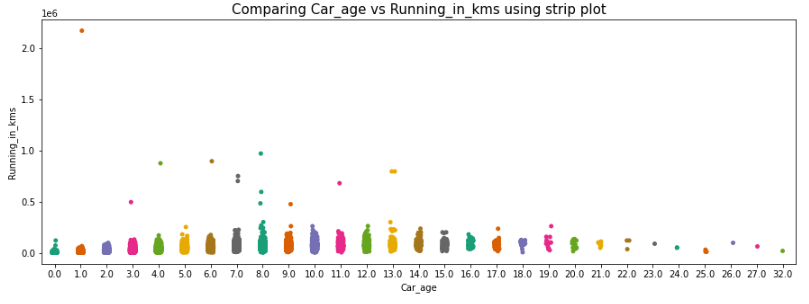 Comparing Car_age vs Running_in_kms using strip plot
1e6
2.0
1.5
1.0
0.5
0.0
Running_in_kms
0.0 1.0 2.0 3.0 4.0 5.0 6.0 7.0 8.0 9.0 10.0 11.0 12.0 13.0 14.0 15.0 16.0 17.0 18.0 19.0 20.0 21.0 22.0 23.0 24.0 25.0 26.0 27.0 32.0
Car_age